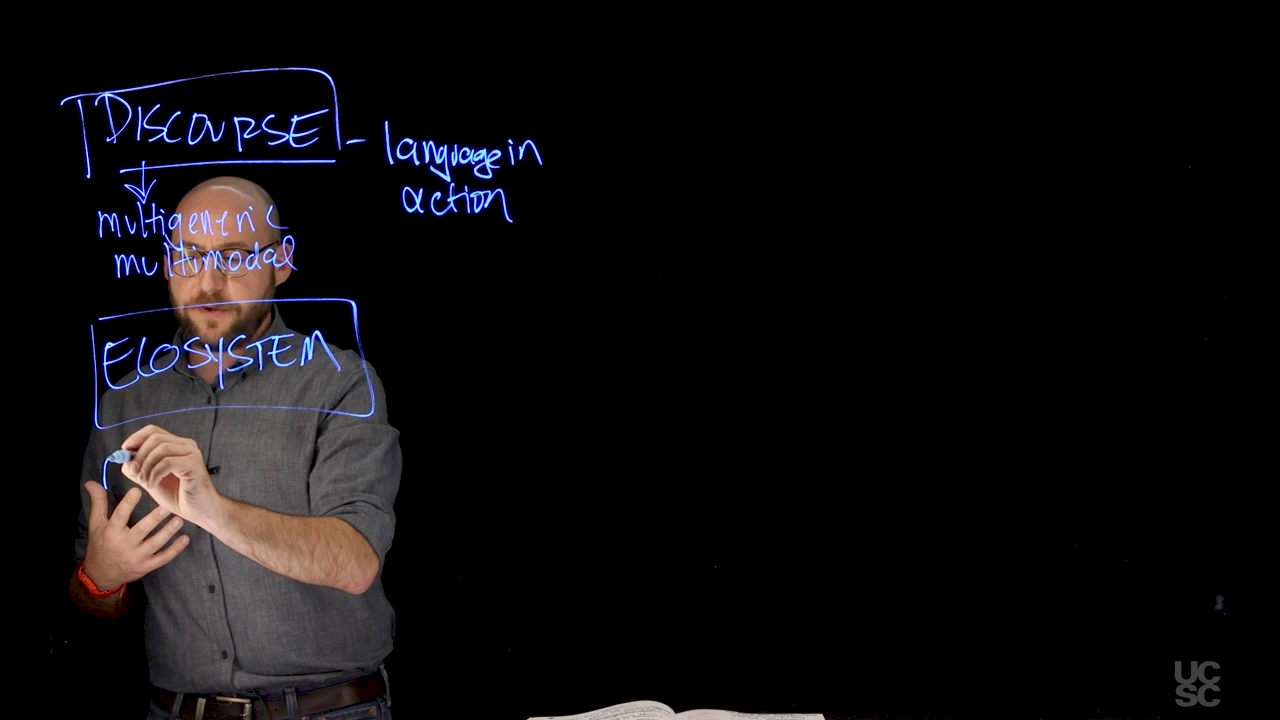 DISCOURSE - language in
action
multigeneric
multimodal
ECOSYSTEM
UC
SC